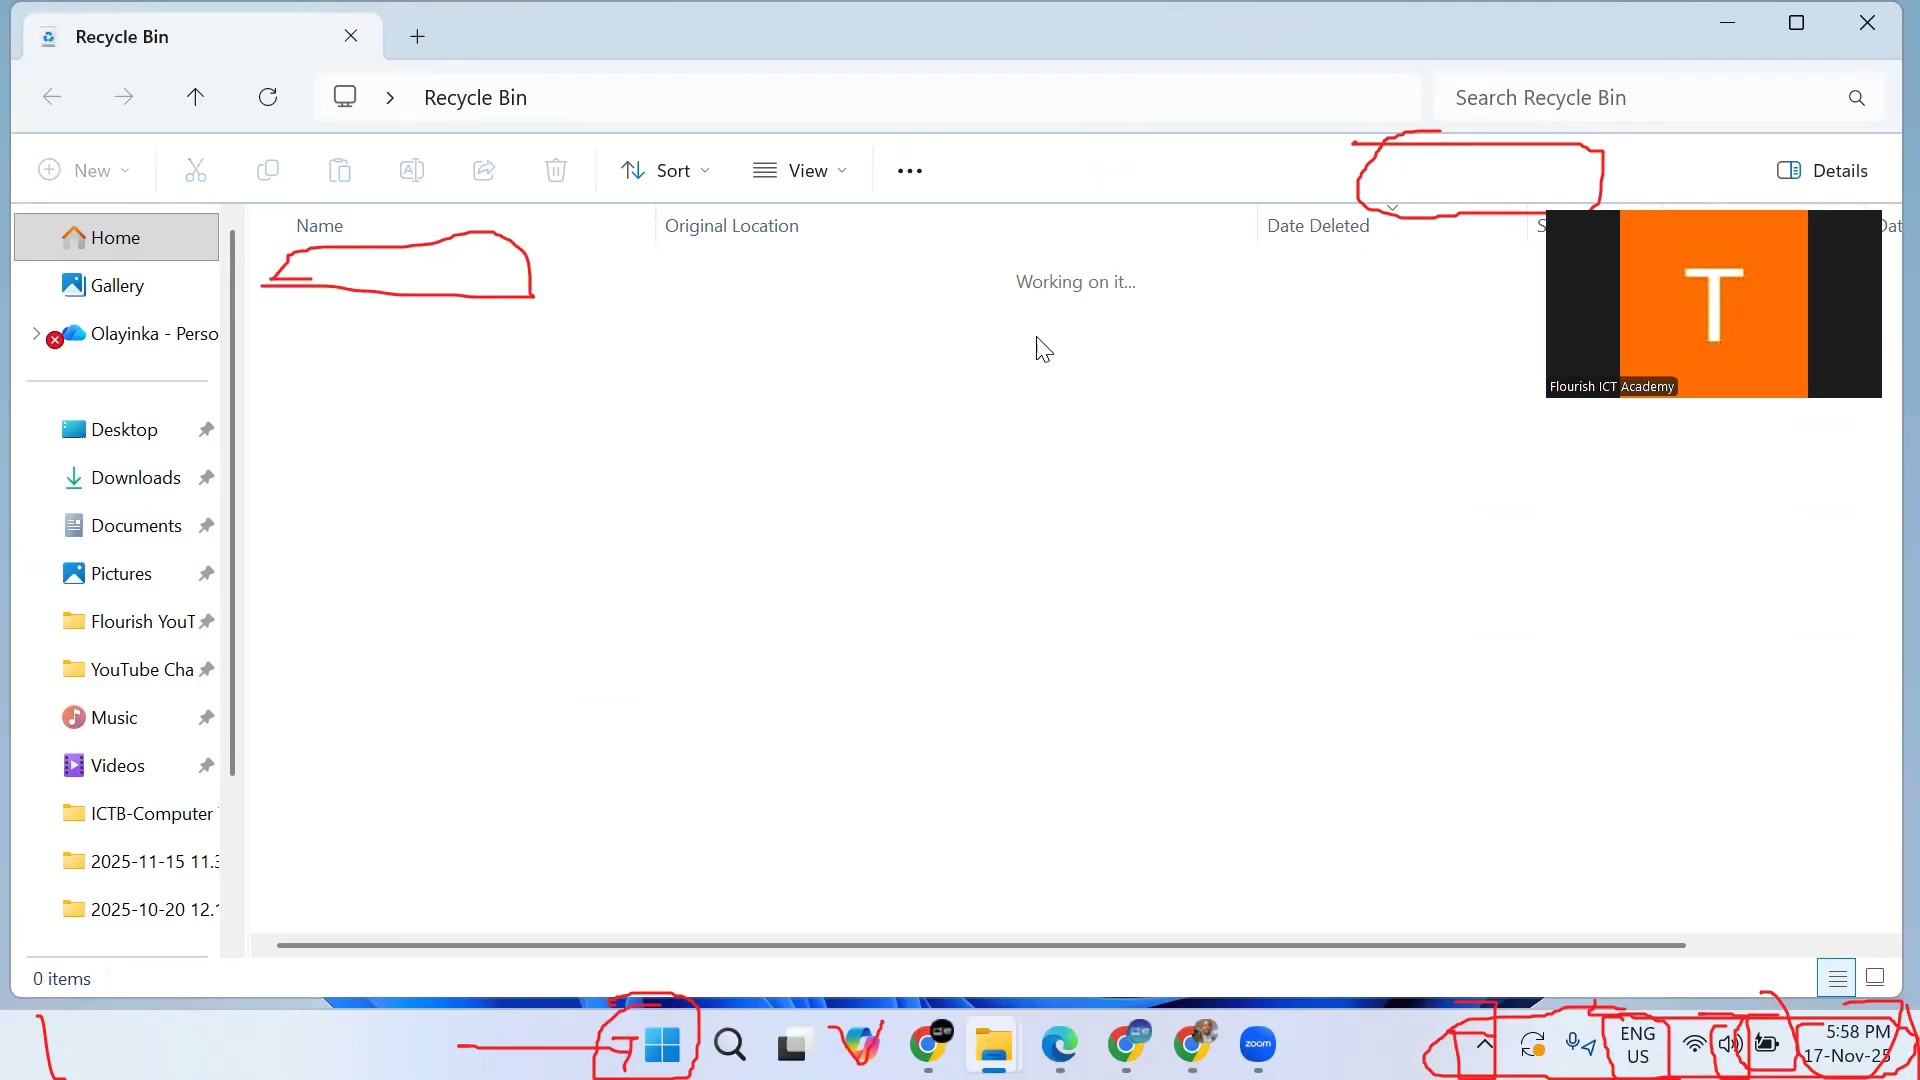 Recycle Bin
Recycle Bin
Search Recycle Bin
New
Sort
View
Details
Name
Original Location
Date Deleted
S
Dat
Working on it...
T
Flourish ICT Academy
Home
Gallery
Olayinka - Perso
Desktop
Downloads
Documents
Pictures
Flourish YouT
YouTube Cha
Music
Videos
ICTB-Computer
2025-11-15 11.3
2025-10-20 12.1
0 items
zoom
ENG
US
5:58 PM
17-Nov-25